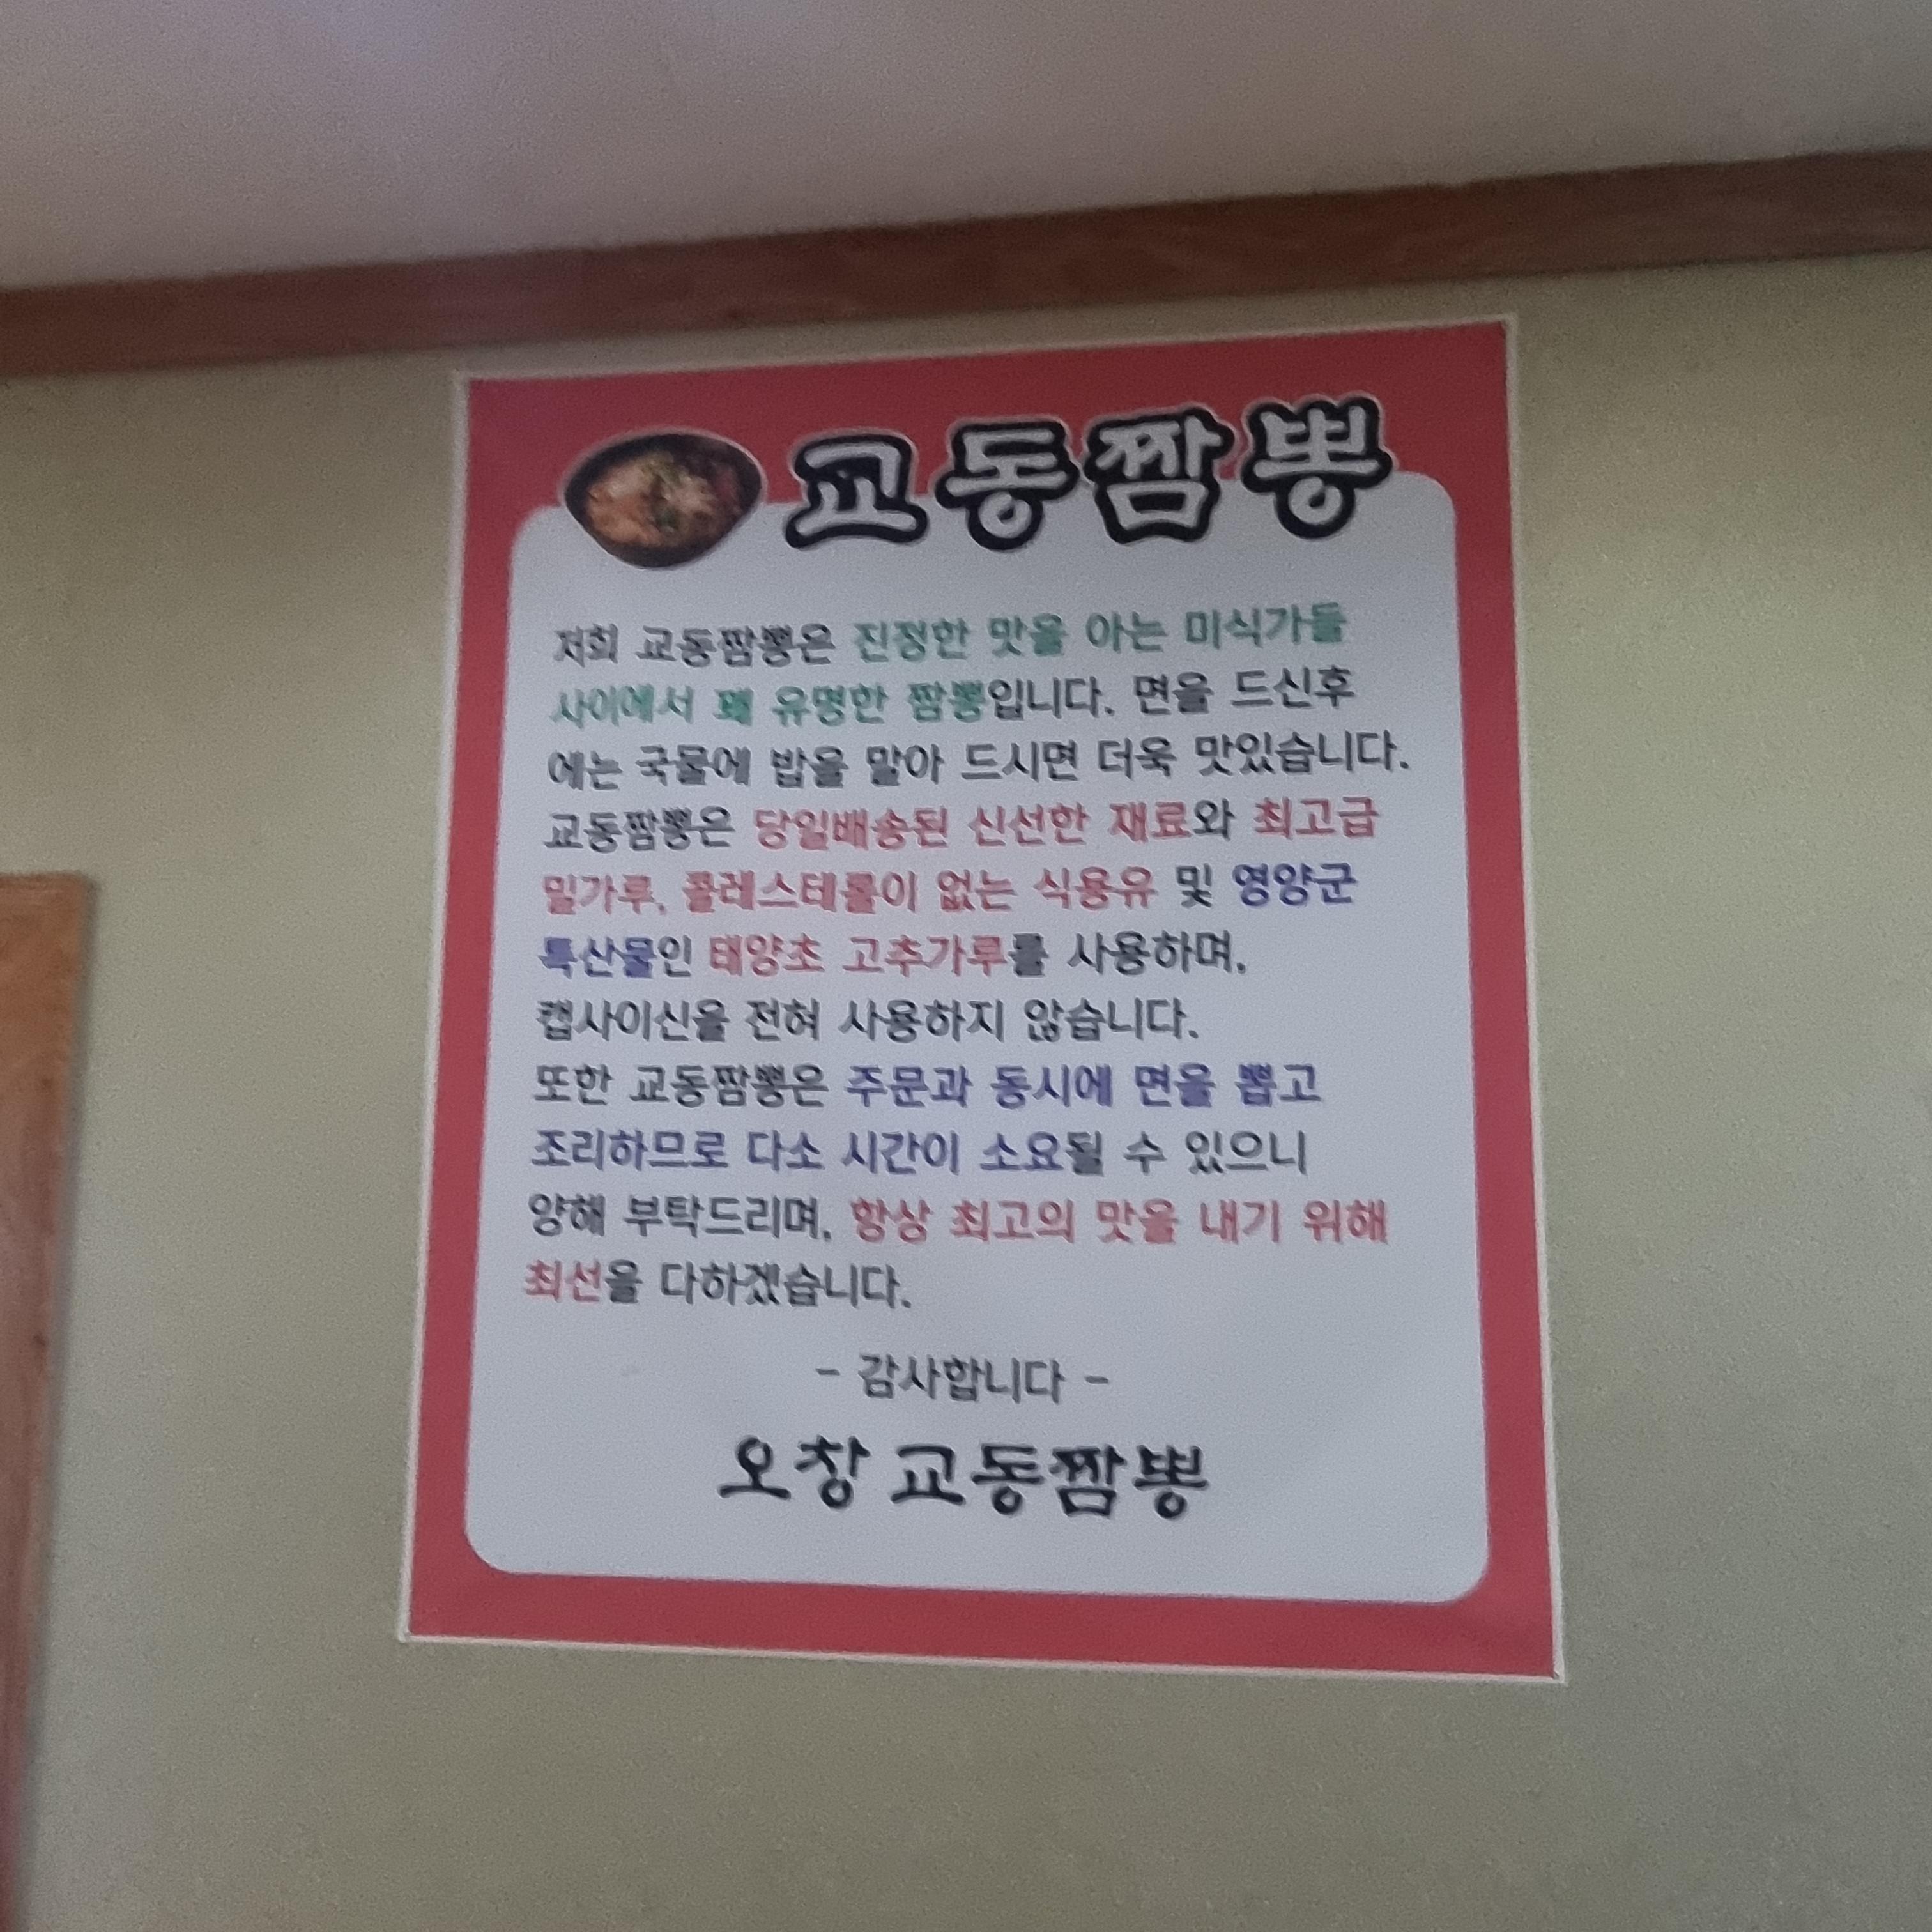 교동짬뽕
저희 교동짬뽕은 진정한 맛을 아는 미식가들
사이에서 꽤 유명한 짬뽕입니다. 면을 드신후
에는 국물에 밥을 말아 드시면 더욱 맛있습니다.
교동짬뽕은 당일배송된 신선한 재료와 최고급
밀가루, 콜레스테롤이 없는 식용유 및 영양군
특산물인 태양초 고추가루를 사용하며,
캡사이신을 전혀 사용하지 않습니다.
또한 교동짬뽕은 주문과 동시에 면을 뽑고
조리하므로 다소 시간이 소요될 수 있으니
양해 부탁드리며, 항상 최고의 맛을 내기 위해
최선을 다하겠습니다.
- 감사합니다 -
오창 교동짬뽕